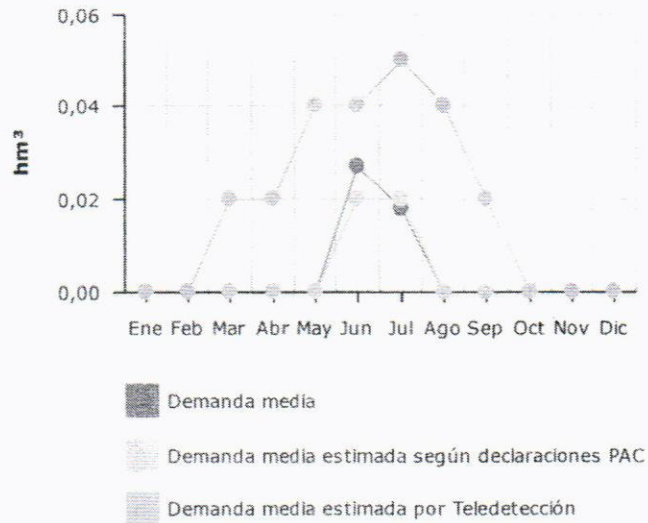 0,06
0,04
hm³
0,02
0,00
Ene Feb Mar Abr May Jun Jul Ago Sep Oct Nov Dic
Demanda media
Demanda media estimada según declaraciones PAC
Demanda media estimada por Teledetección